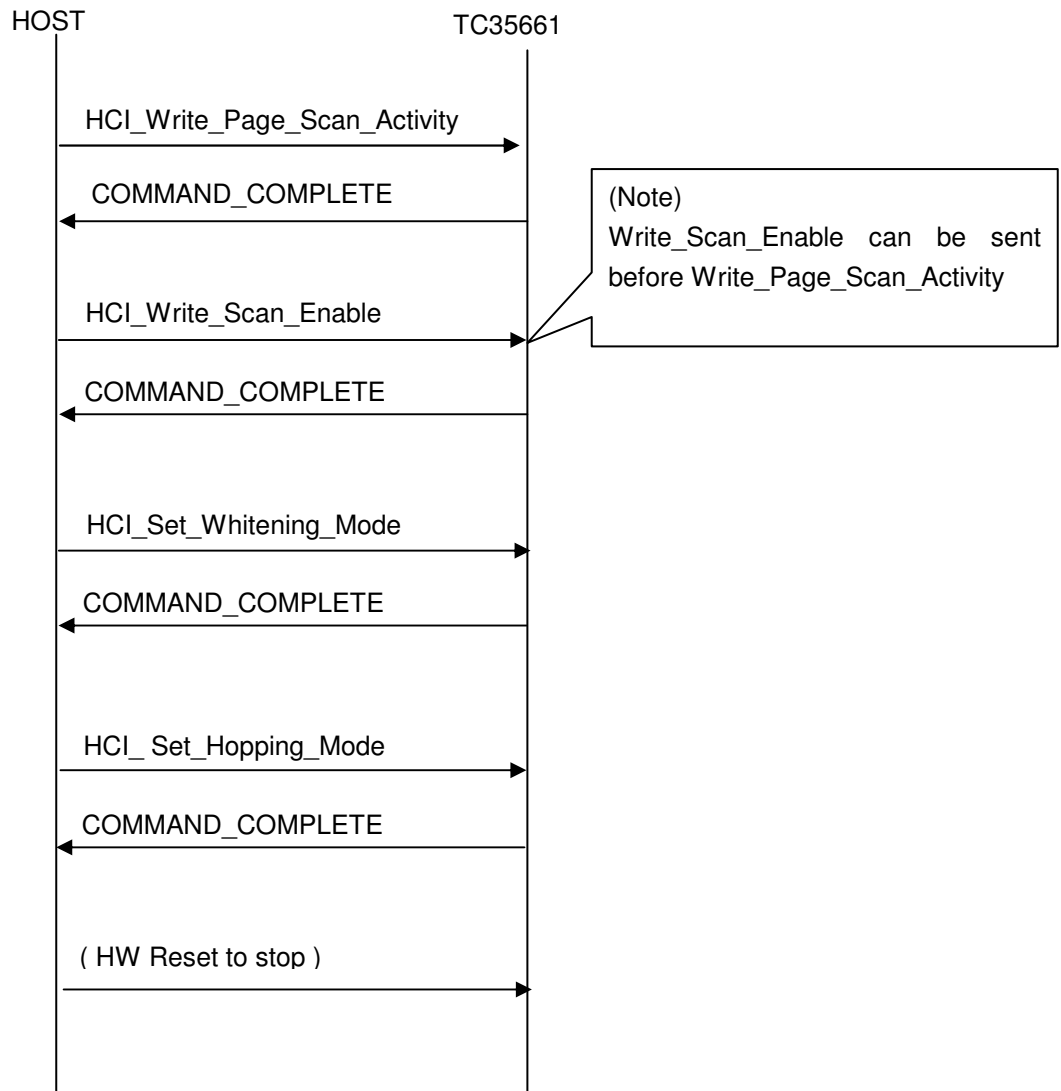 HOST
TC35661
HCI_Write_Page_Scan_Activity
COMMAND_COMPLETE
(Note)
Write_Scan_Enable can be sent
before Write_Page_Scan_Activity
HCI_Write_Scan_Enable
COMMAND_COMPLETE
HCI_Set_Whitening_Mode
COMMAND_COMPLETE
HCI_ Set_Hopping_Mode
COMMAND_COMPLETE
( HW Reset to stop )